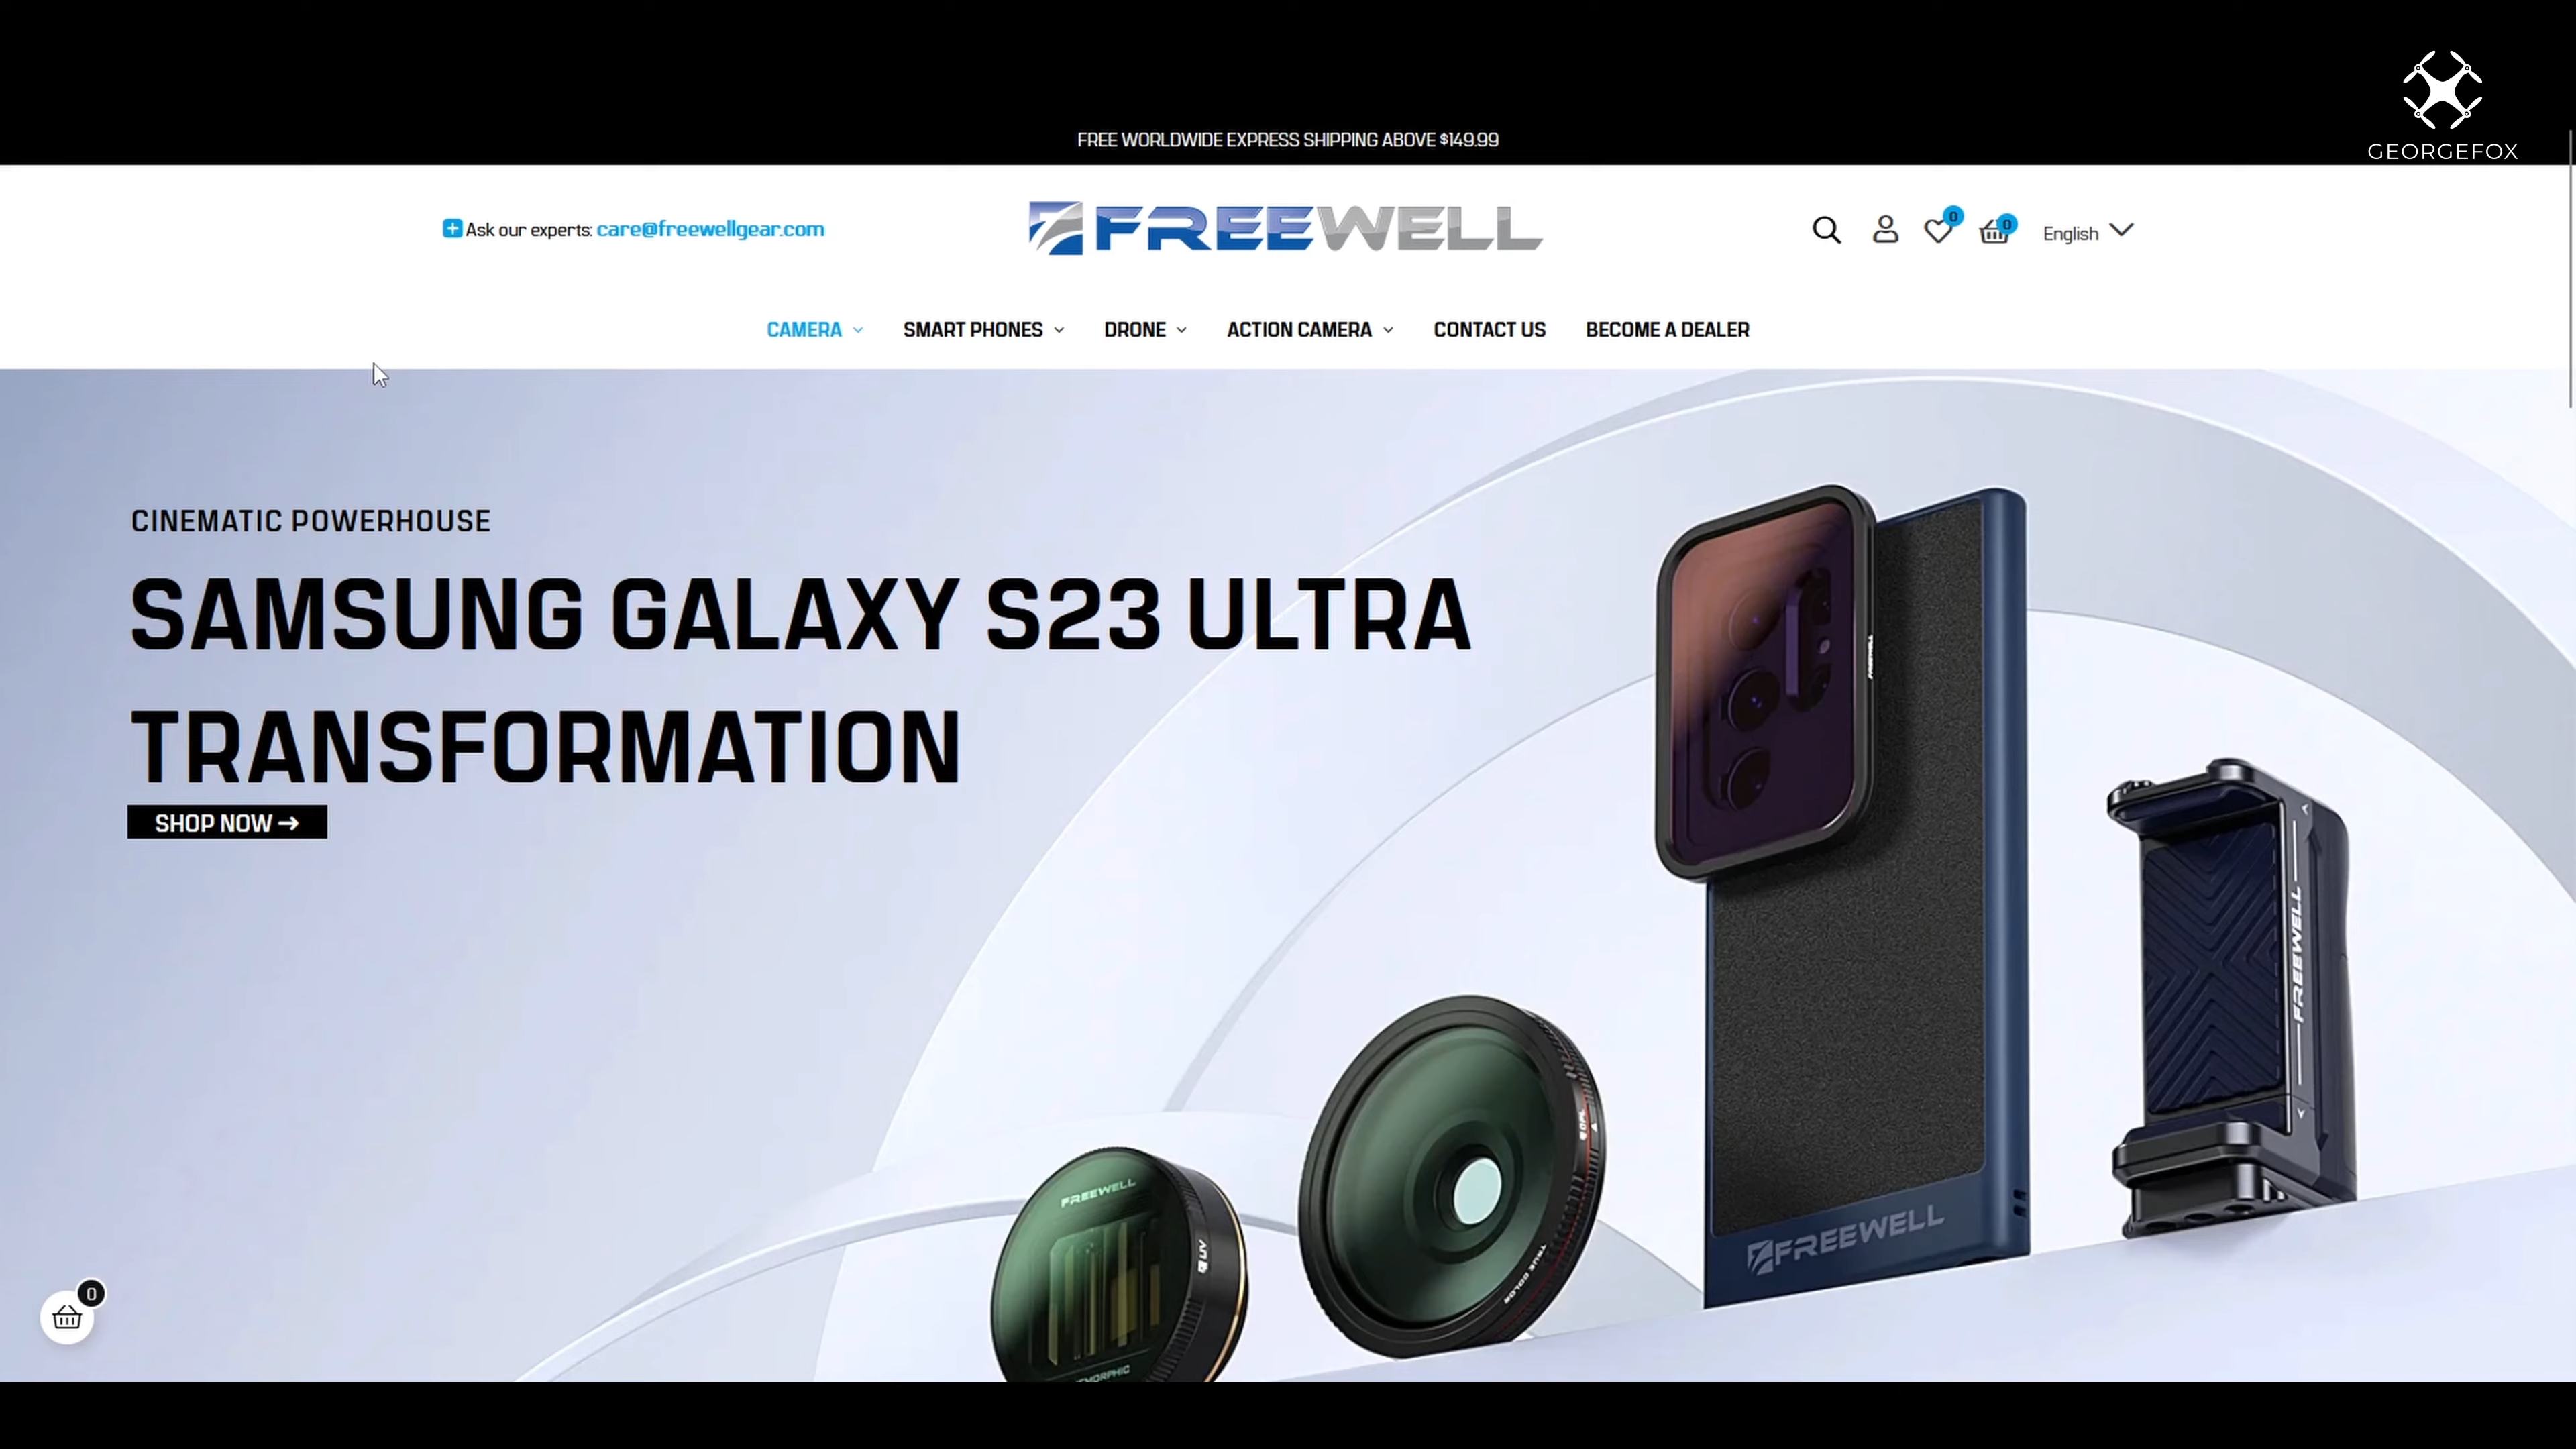 GEORGEFOX
FREE WORLDWIDE EXPRESS SHIPPING ABOVE $149.99
Ask our experts: care@freewellgear.com
FREEWELL
0
0
English
CAMERA
SMART PHONES
DRONE
ACTION CAMERA
CONTACT US
BECOME A DEALER
CINEMATIC POWERHOUSE
SAMSUNG GALAXY S23 ULTRA
TRANSFORMATION
SHOP NOW →
FREEWELL
FREEWELL
FREEWELL
TRUE COLOR
0